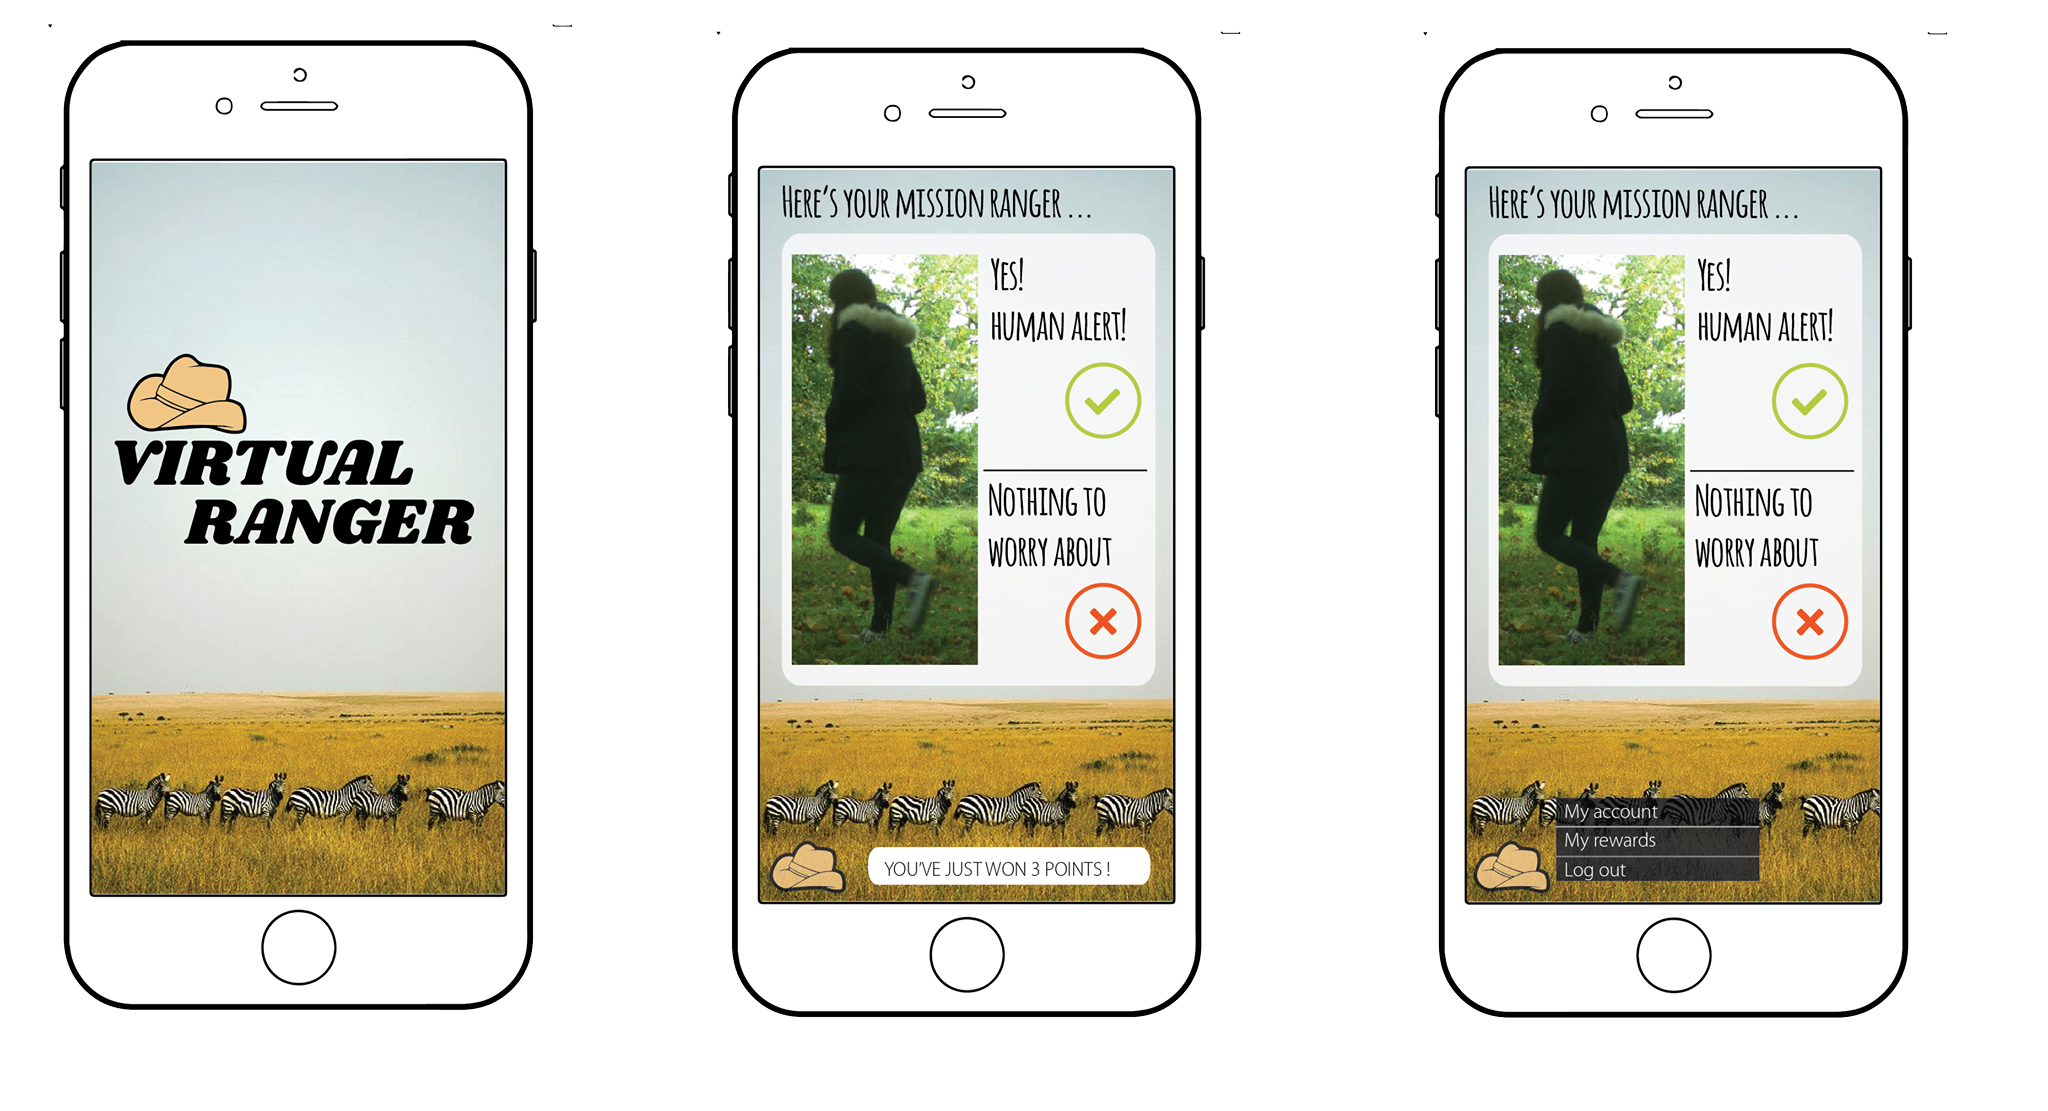 VIRTUAL
RANGER
HERE'S YOUR MISSION RANGER ...
YES!
HUMAN ALERT!
NOTHING TO
WORRY ABOUT
YOU'VE JUST WON 3 POINTS !
HERE'S YOUR MISSION RANGER ...
YES!
HUMAN ALERT!
NOTHING TO
WORRY ABOUT
My account
My rewards
Log out